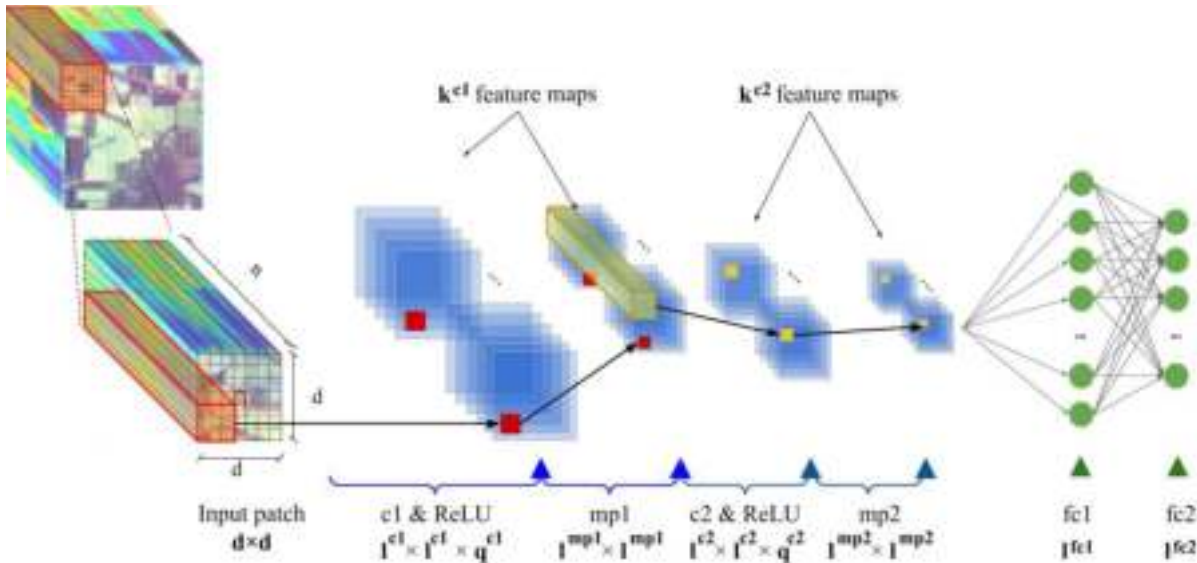 k^c1 feature maps
k^c2 feature maps
n
d
d
...
...
...
...
...
...
Input patch
d×d
c1 & ReLU
l^c1 × l^c1 × q^c1
mp1
l^mp1 × l^mp1
c2 & ReLU
l^c2 × l^c2 × q^c2
mp2
l^mp2 × l^mp2
fc1
l^fc1
fc2
l^fc2